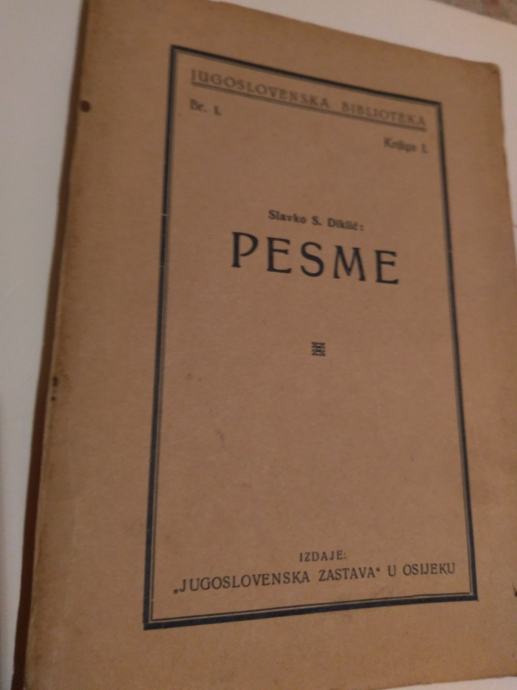 JUGOSLOVENSKA BIBLIOTEKA
Br. 1.
Knjiga 1.
Slavko S. Diklić:
PESME
IZDAJE:
„JUGOSLOVENSKA ZASTAVA“ U OSIJEKU